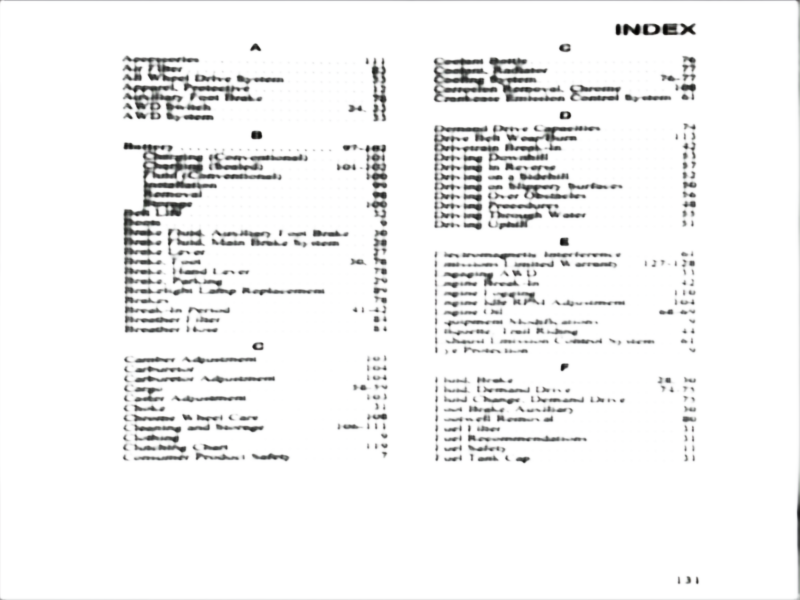 INDEX
A
Accessories 111
Air Filter 83
All Wheel Drive System 33
Apparel, Protective 12
Auxiliary Foot Brake 78
AWD Switch 24, 33
AWD System 33
B
Battery 97-102
Charging (Conventional) 101
Charging (Sealed) 101-102
Fluid (Conventional) 100
Installation
Removal 98
Storage 100
Belt Life 32
Boots 9
Brake Fluid, Auxiliary Foot Brake 30
Brake Fluid, Main Brake System 28
Brake Lever 27
Brake, Foot 30, 78
Brake, Hand Lever 78
Brake, Parking 29
Brakelight Lamp Replacement 89
Brakes 78
Break-In Period 41-42
Breather Filter 84
Breather Hose 84
C
Camber Adjustment 103
Carburetor 104
Carburetor Adjustment 104
Cargo 58-59
Caster Adjustment 103
Choke 31
Chrome Wheel Care 108
Cleaning and Storage 106-111
Clothing 9
Clutching Chart 119
Consumer Product Safety 7
C
Coolant Bottle 76
Coolant, Radiator 77
Cooling System 76-77
Corrosion Removal, Chrome 108
Crankcase Emission Control System 61
D
Demand Drive Capacities 74
Drive Belt Wear/Burn 113
Drivetrain Break-In 42
Driving Downhill 53
Driving in Reverse 57
Driving on a Sidehill 52
Driving on Slippery Surfaces 50
Driving Over Obstacles 56
Driving Procedures 48
Driving Through Water 55
Driving Uphill 51
E
Electromagnetic Interference 61
Emissions Limited Warranty 127-128
Engaging AWD 33
Engine Break-In 42
Engine Fogging 110
Engine Idle RPM Adjustment 104
Engine Oil 68-69
Equipment Modifications 9
Etiquette, Trail Riding 44
Exhaust Emission Control System 61
Eye Protection 9
F
Fluid, Brake 28, 30
Fluid, Demand Drive 74-75
Fluid Change, Demand Drive 75
Foot Brake, Auxiliary 30
Footwell Removal 80
Fuel Filter 31
Fuel Recommendations 31
Fuel Safety 11
Fuel Tank Cap 31
131